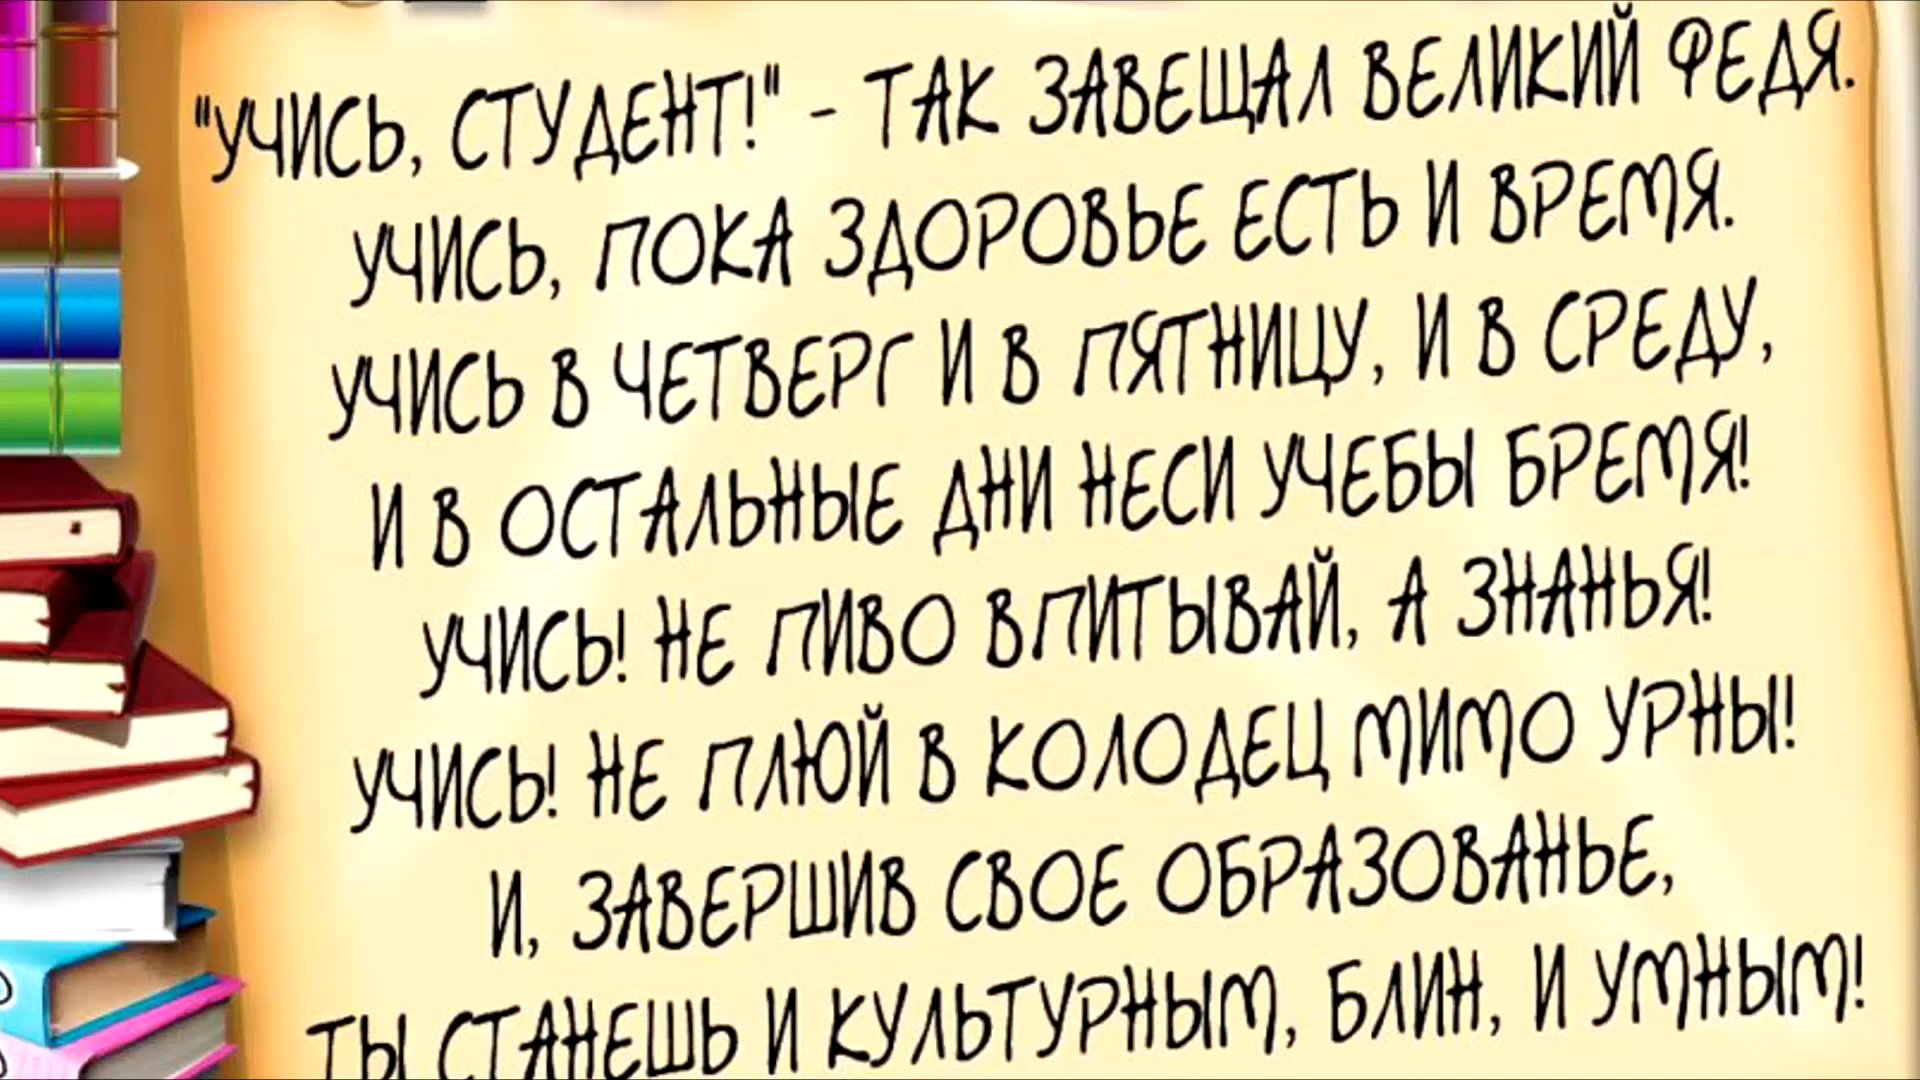 "УЧИСЬ, СТУДЕНТ!" - ТАК ЗАВЕЩАЛ ВЕЛИКИЙ ФЕДЯ.
УЧИСЬ, ПОКА ЗДОРОВЬЕ ЕСТЬ И ВРЕМЯ.
УЧИСЬ В ЧЕТВЕРГ И В ПЯТНИЦУ, И В СРЕДУ,
И В ОСТАЛЬНЫЕ ДНИ НЕСИ УЧЕБЫ БРЕМЯ!
УЧИСЬ! НЕ ПИВО ВПИТЫВАЙ, А ЗНАНЬЯ!
УЧИСЬ! НЕ ПЛЮЙ В КОЛОДЕЦ МИМО УРНЫ!
И, ЗАВЕРШИВ СВОЕ ОБРАЗОВАНЬЕ,
ТЫ СТАНЕШЬ И КУЛЬТУРНЫМ, БЛИН, И УМНЫМ!